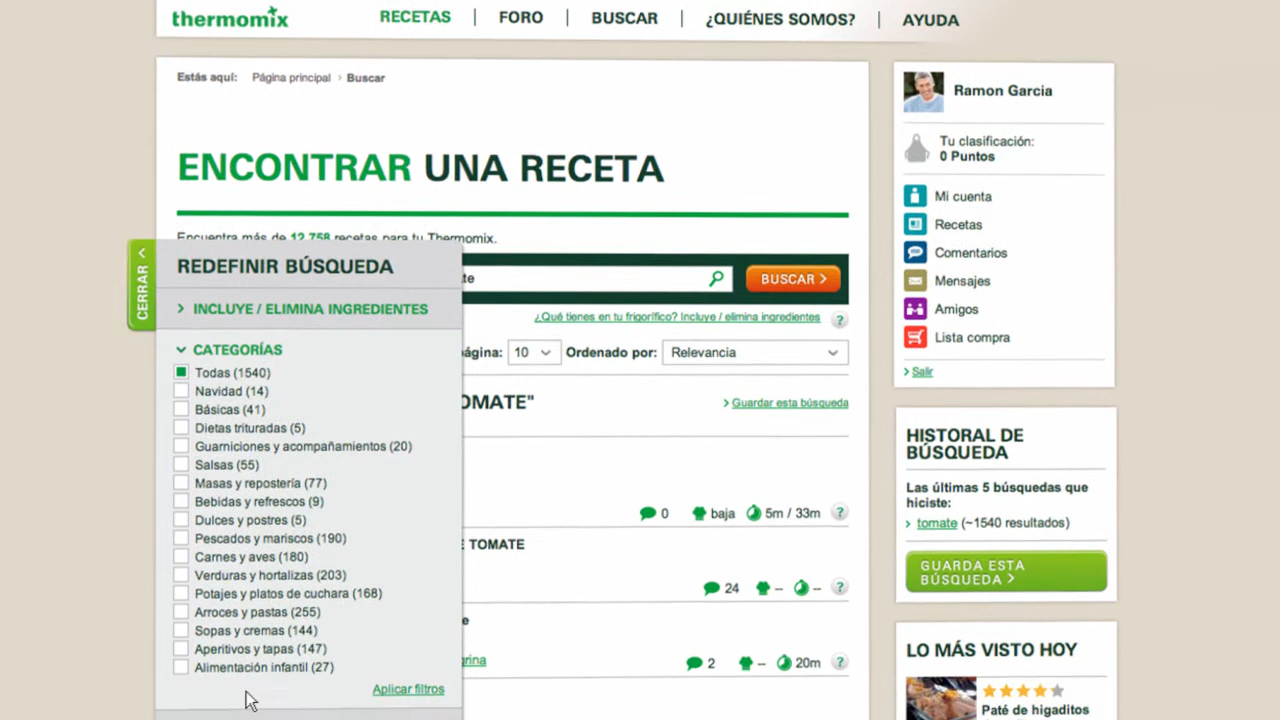 thermomix
RECETAS
FORO
BUSCAR
¿QUIÉNES SOMOS?
AYUDA
Estás aquí: Página principal › Buscar
ENCONTRAR UNA RECETA
Encuentra más de 12.758 recetas para tu Thermomix.
CERRAR
REDEFINIR BÚSQUEDA
INCLUYE / ELIMINA INGREDIENTES
CATEGORÍAS
Todas (1540)
Navidad (14)
Básicas (41)
Dietas trituradas (5)
Guarniciones y acompañamientos (20)
Salsas (55)
Masas y repostería (77)
Bebidas y refrescos (9)
Dulces y postres (5)
Pescados y mariscos (190)
Carnes y aves (180)
Verduras y hortalizas (203)
Potajes y platos de cuchara (168)
Arroces y pastas (255)
Sopas y cremas (144)
Aperitivos y tapas (147)
Alimentación infantil (27)
Aplicar filtros
te
BUSCAR
¿Qué tienes en tu frigorífico? Incluye / elimina ingredientes ?
ágina: 10 Ordenado por: Relevancia
OMATE"
Guardar esta búsqueda
0 baja 5m / 33m ?
E TOMATE
24 -- -- ?
e
grina
2 -- 20m ?
Ramon Garcia
Tu clasificación:
0 Puntos
Mi cuenta
Recetas
Comentarios
Mensajes
Amigos
Lista compra
Salir
HISTORAL DE
BÚSQUEDA
Las últimas 5 búsquedas que
hiciste:
tomate (~1540 resultados)
GUARDA ESTA
BÚSQUEDA
LO MÁS VISTO HOY
Paté de higaditos